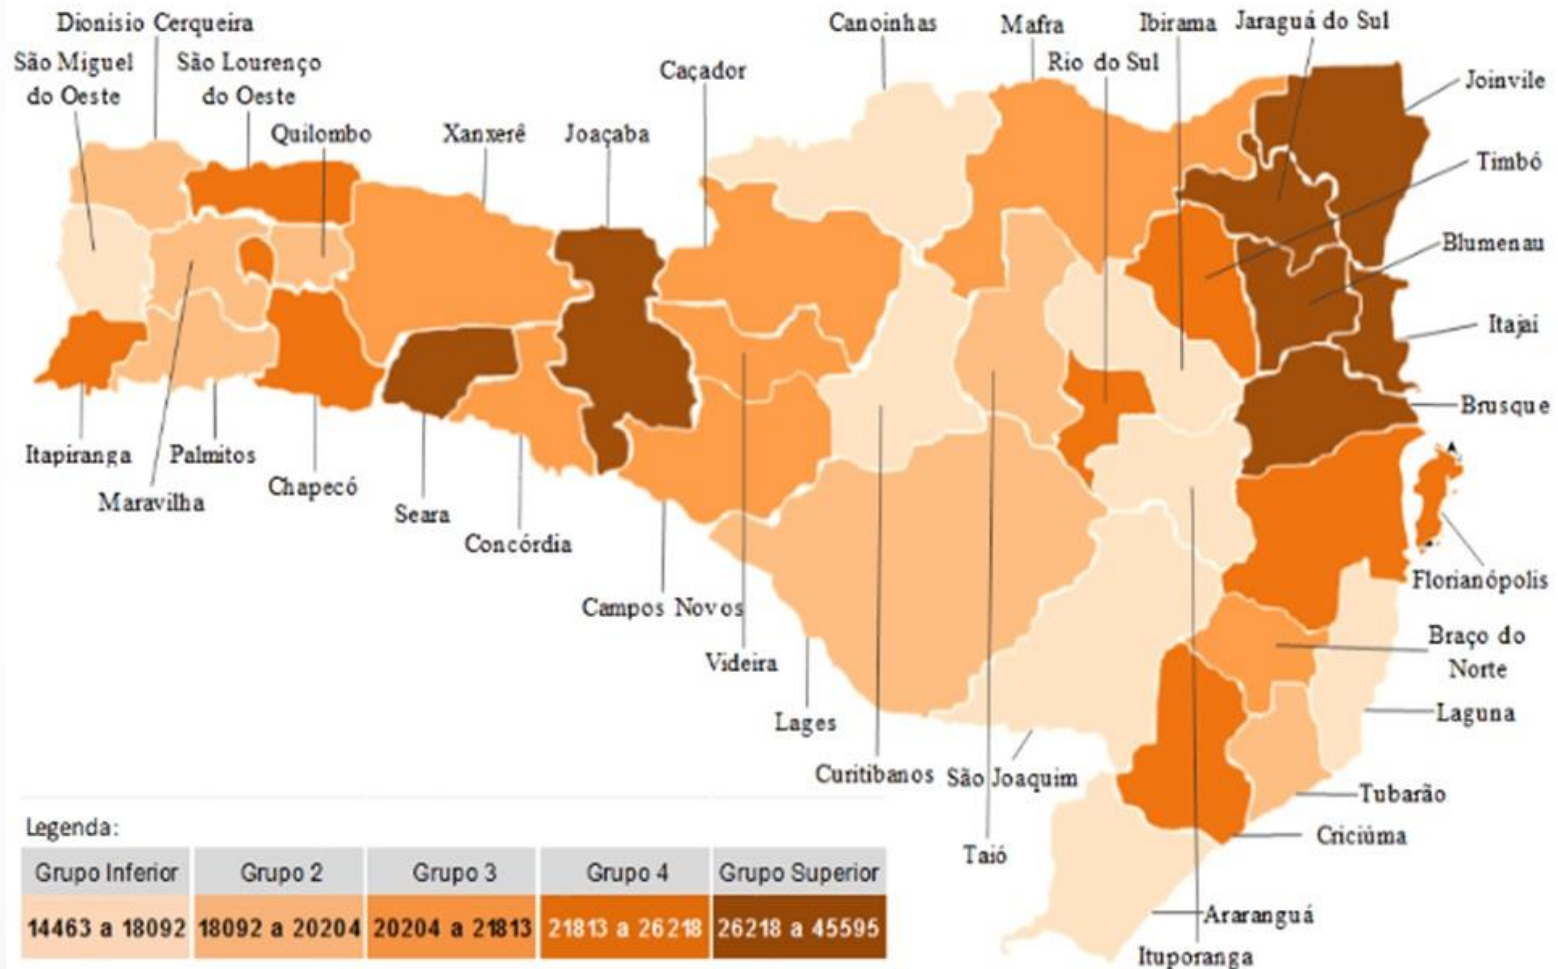 Dionisio Cerqueira
Canoinhas
Mafra
Ibirama
Jaraguá do Sul
São Miguel
do Oeste
São Lourenço
do Oeste
Caçador
Rio do Sul
Joinvile
Quilombo
Xanxerê
Joaçaba
Timbó
Blumenau
Itajaí
Brusque
Itapiranga
Palmitos
Maravilha
Chapecó
Seara
Concórdia
Florianópolis
Campos Novos
Videira
Braço do
Norte
Lages
Laguna
Curitibanos
São Joaquim
Tubarão
Criciúma
Taió
Araranguá
Ituporanga
Legenda:
Grupo Inferior Grupo 2 Grupo 3 Grupo 4 Grupo Superior
14463 a 18092 18092 a 20204 20204 a 21813 21813 a 26218 26218 a 45595